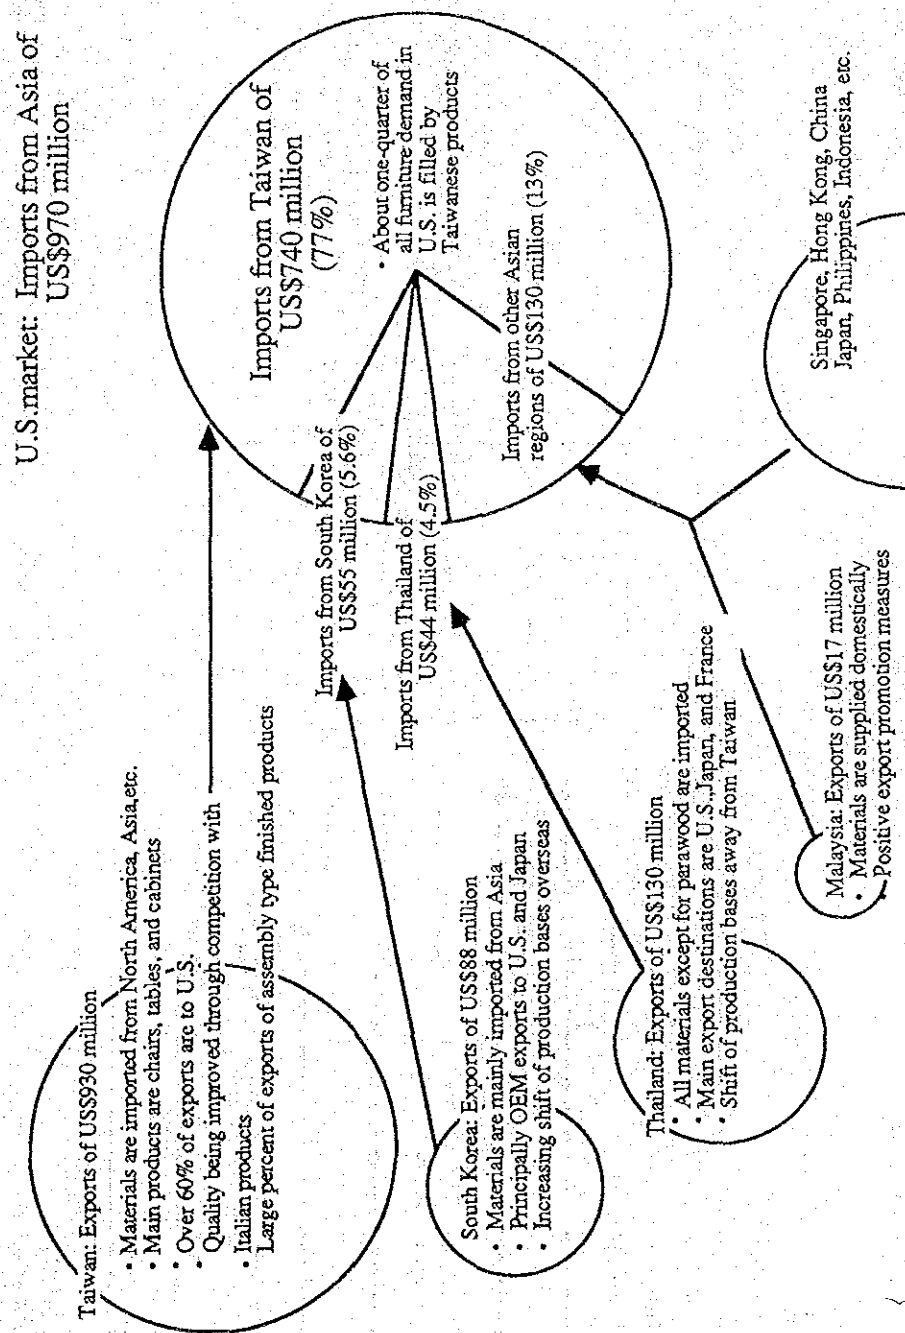 U.S.market: Imports from Asia of
US$970 million
Taiwan: Exports of US$930 million
• Materials are imported from North America, Asia,etc.
• Main products are chairs, tables, and cabinets
• Over 60% of exports are to U.S.
• Quality being improved through competition with
• Italian products
Large percent of exports of assembly type finished products
Imports from Taiwan of
US$740 million
(77%)
• About one-quarter of
all furniture demand in
U.S. is filled by
Taiwanese products
Imports from South Korea of
US$55 million (5.6%)
Imports from Thailand of
US$44 million (4.5%)
Imports from other Asian
regions of US$130 million (13%)
South Korea: Exports of US$88 million
• Materials are mainly imported from Asia
• Principally OEM exports to U.S. and Japan
• Increasing shift of production bases overseas
Thailand: Exports of US$130 million
• All materials except for parawood are imported
• Main export destinations are U.S.,Japan, and France
• Shift of production bases away from Taiwan
Malaysia: Exports of US$17 million
• Materials are supplied domestically
• Positive export promotion measures
Singapore, Hong Kong, China
Japan, Philippines, Indonesia, etc.